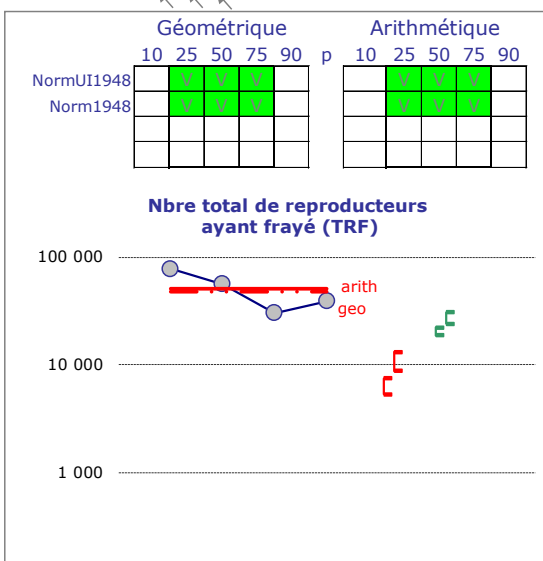 Géométrique Arithmétique
10 25 50 75 90 p 10 25 50 75 90
NormUI1948 V V V V V V
Norm1948 V V V V V V
Nbre total de reproducteurs
ayant frayé (TRF)
100 000
arith
geo
10 000
1 000